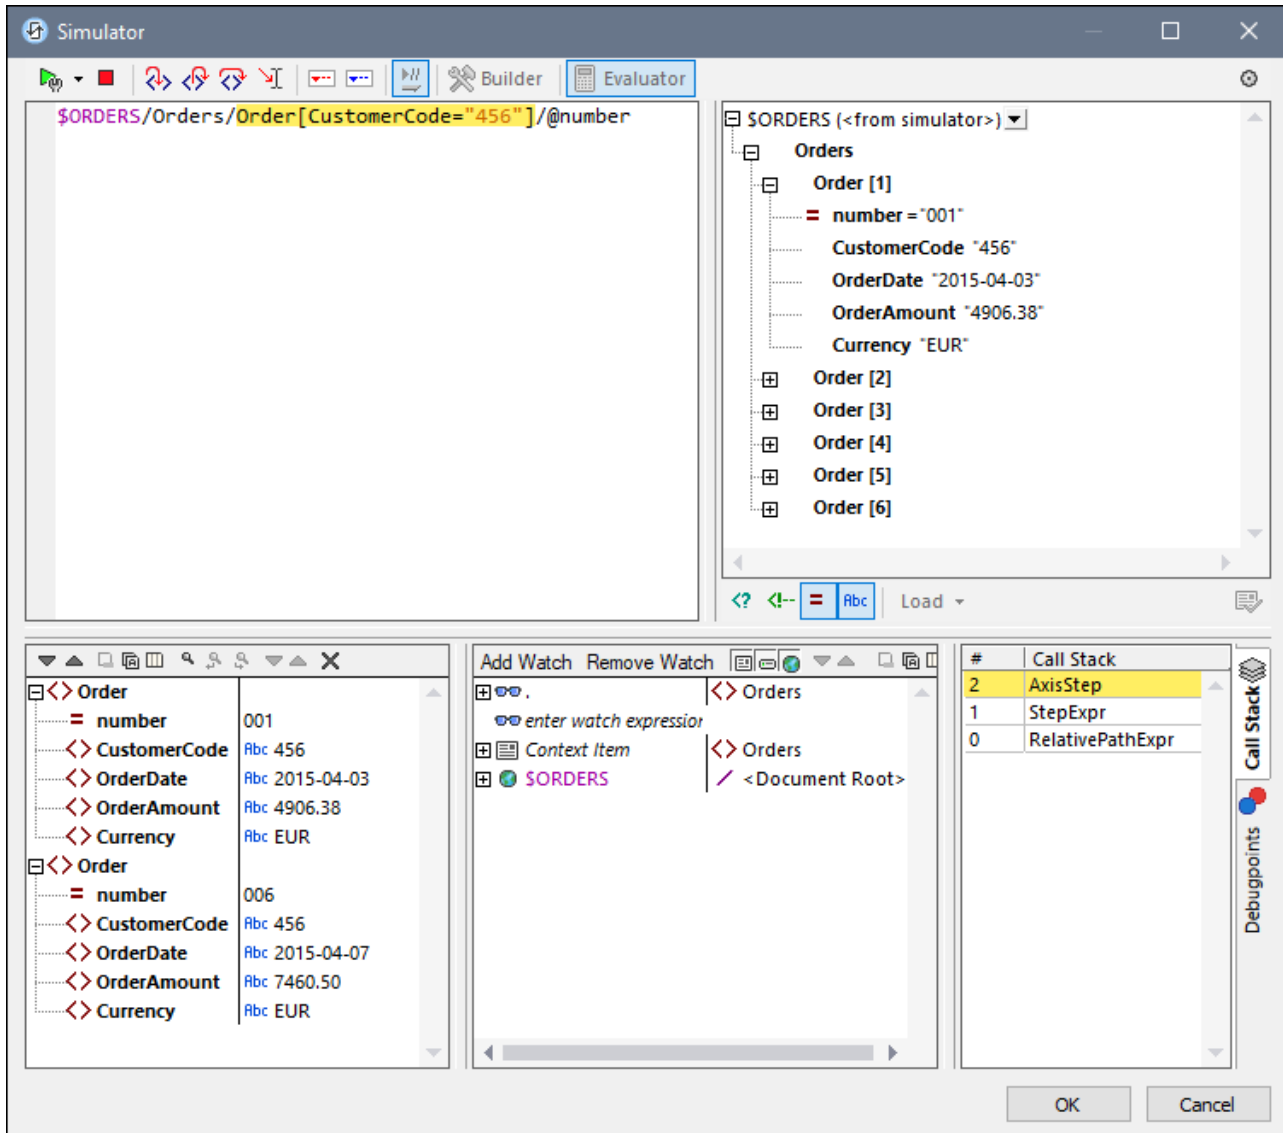 Simulator
Builder
Evaluator
$ORDERS/Orders/Order[CustomerCode="456"]/@number
$ORDERS (<from simulator>)
Orders
Order [1]
= number ="001"
CustomerCode "456"
OrderDate "2015-04-03"
OrderAmount "4906.38"
Currency "EUR"
Order [2]
Order [3]
Order [4]
Order [5]
Order [6]
<? <!-- = Abc Load
<> Order
= number 001
<> CustomerCode Abc 456
<> OrderDate Abc 2015-04-03
<> OrderAmount Abc 4906.38
<> Currency Abc EUR
<> Order
= number 006
<> CustomerCode Abc 456
<> OrderDate Abc 2015-04-07
<> OrderAmount Abc 7460.50
<> Currency Abc EUR
Add Watch Remove Watch
. <> Orders
enter watch expression
Context Item <> Orders
$ORDERS <Document Root>
# Call Stack
2 AxisStep
1 StepExpr
0 RelativePathExpr
Call Stack
Debugpoints
OK Cancel